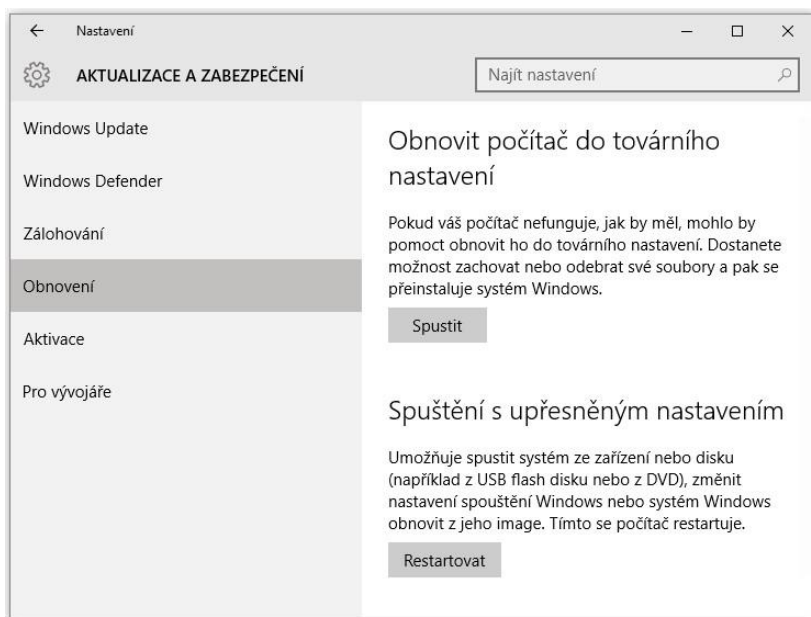 Nastavení
AKTUALIZACE A ZABEZPEČENÍ
Najít nastavení
Windows Update
Windows Defender
Zálohování
Obnovení
Aktivace
Pro vývojáře
Obnovit počítač do továrního
nastavení
Pokud váš počítač nefunguje, jak by měl, mohlo by
pomoct obnovit ho do továrního nastavení. Dostanete
možnost zachovat nebo odebrat své soubory a pak se
přeinstaluje systém Windows.
Spustit
Spuštění s upřesněným nastavením
Umožňuje spustit systém ze zařízení nebo disku
(například z USB flash disku nebo z DVD), změnit
nastavení spouštění Windows nebo systém Windows
obnovit z jeho image. Tímto se počítač restartuje.
Restartovat